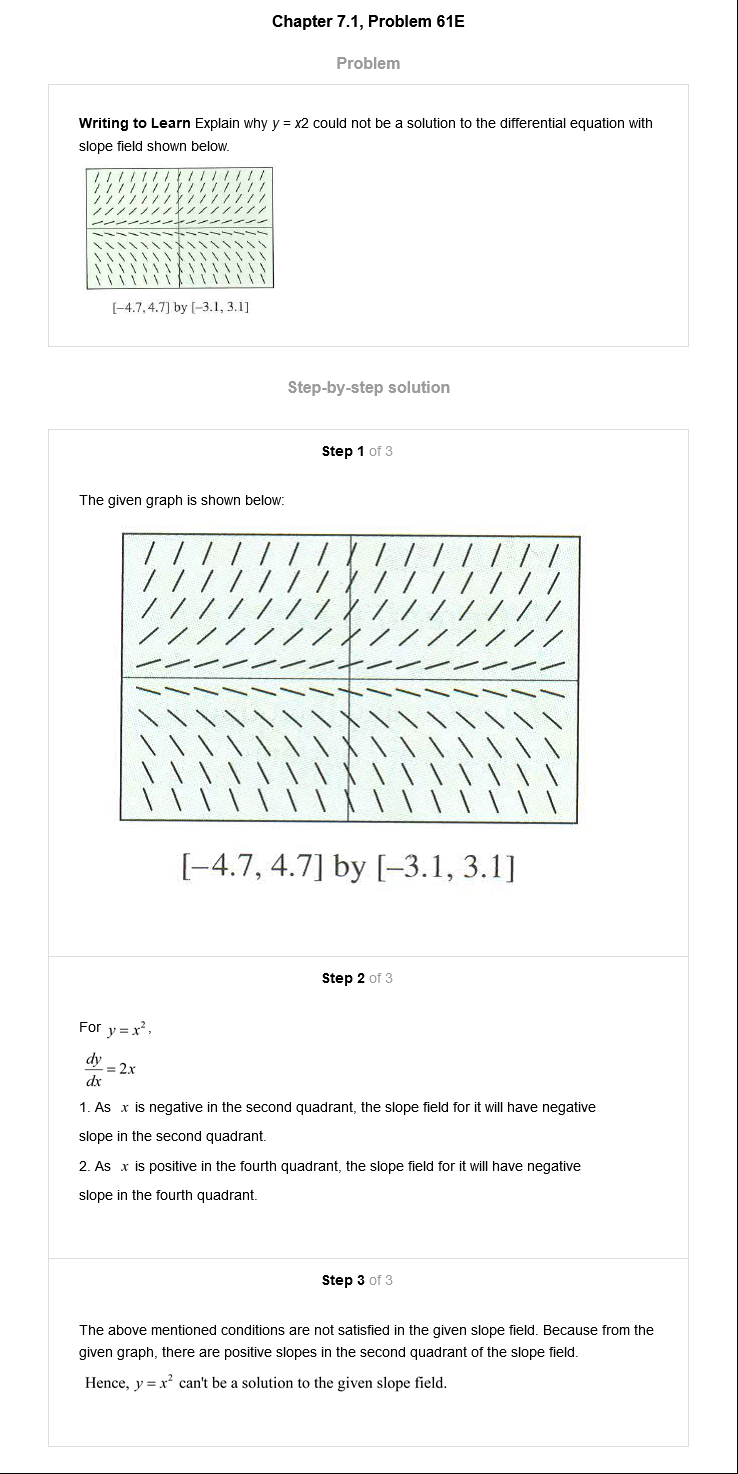 Chapter 7.1, Problem 61E
Problem
Writing to Learn Explain why y = x2 could not be a solution to the differential equation with
slope field shown below.
[−4.7, 4.7] by [−3.1, 3.1]
Step-by-step solution
Step 1 of 3
The given graph is shown below:
[−4.7, 4.7] by [−3.1, 3.1]
Step 2 of 3
For y = x²,
dy/dx = 2x
1. As x is negative in the second quadrant, the slope field for it will have negative
slope in the second quadrant.
2. As x is positive in the fourth quadrant, the slope field for it will have negative
slope in the fourth quadrant.
Step 3 of 3
The above mentioned conditions are not satisfied in the given slope field. Because from the
given graph, there are positive slopes in the second quadrant of the slope field.
Hence, y = x² can't be a solution to the given slope field.